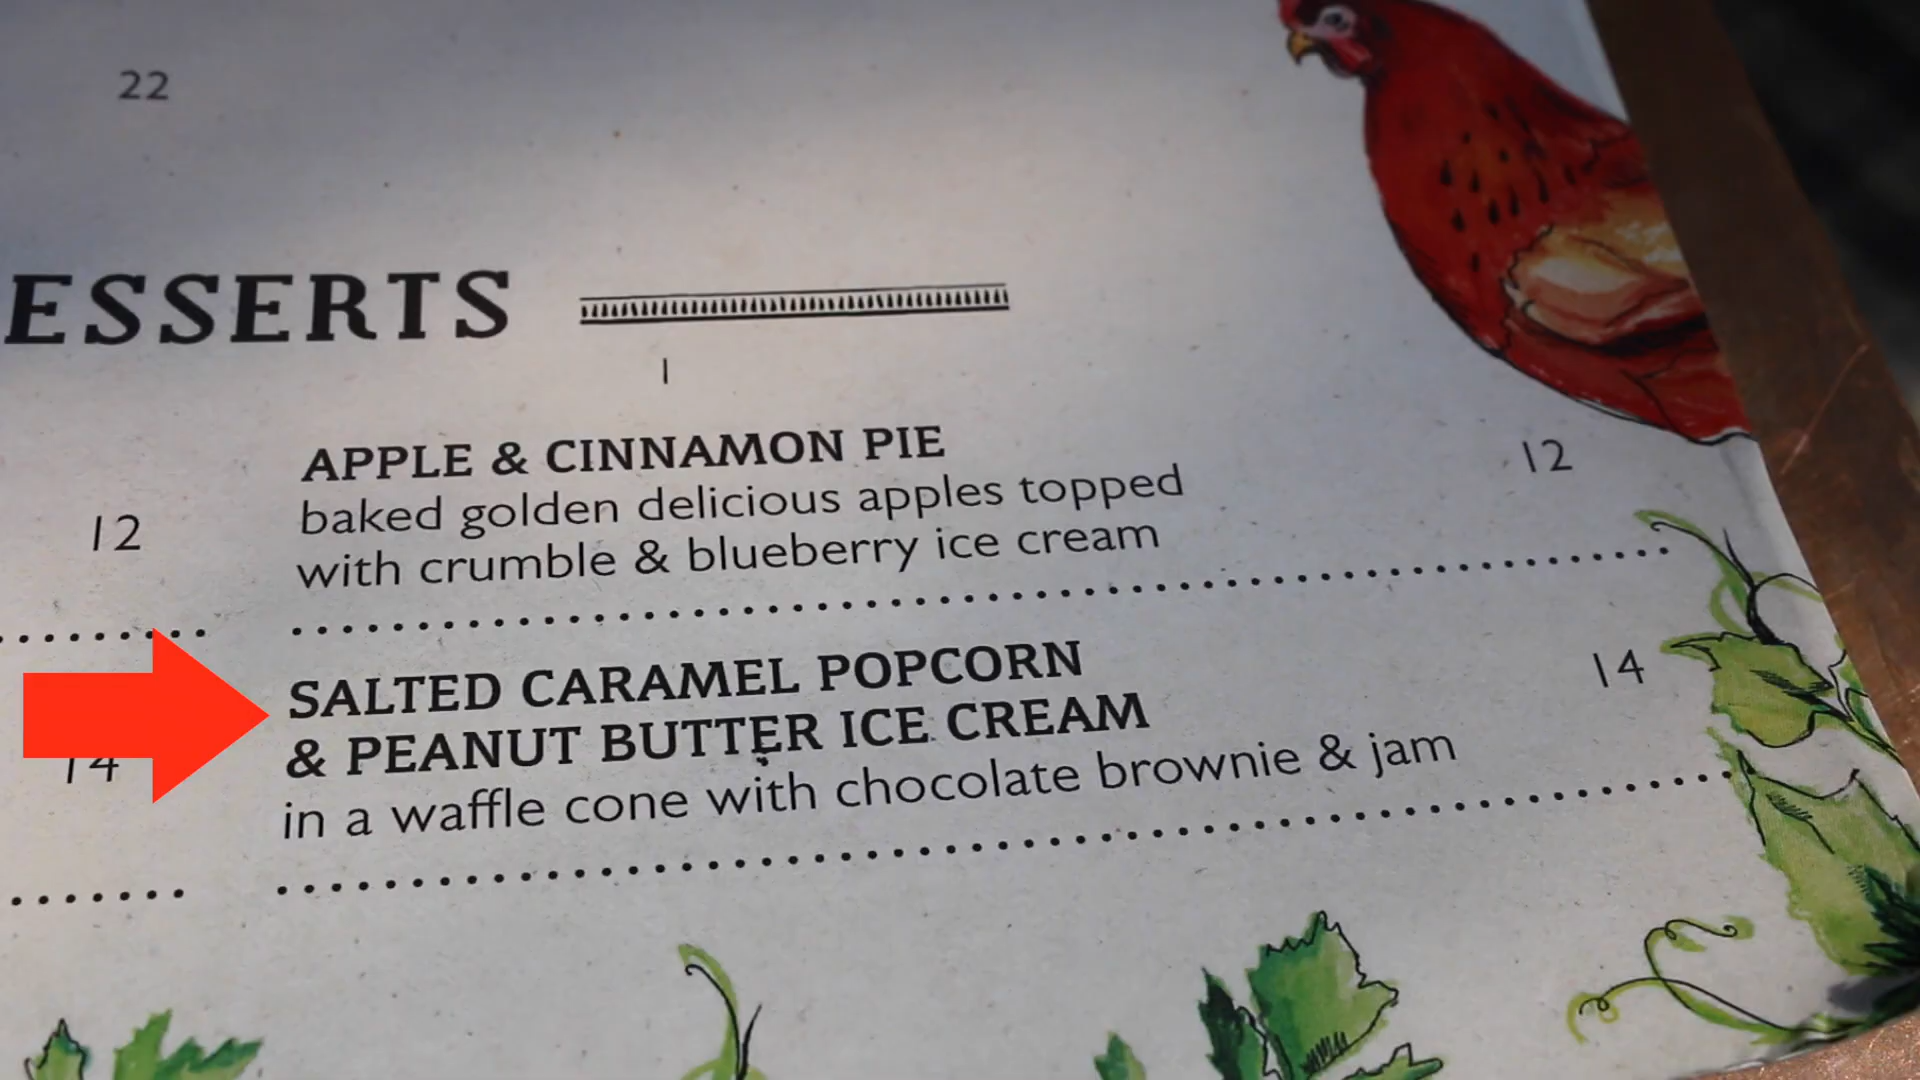 22
ESSERTS
APPLE & CINNAMON PIE
12
baked golden delicious apples topped
with crumble & blueberry ice cream
12
SALTED CARAMEL POPCORN
& PEANUT BUTTER ICE CREAM
14
in a waffle cone with chocolate brownie & jam
14